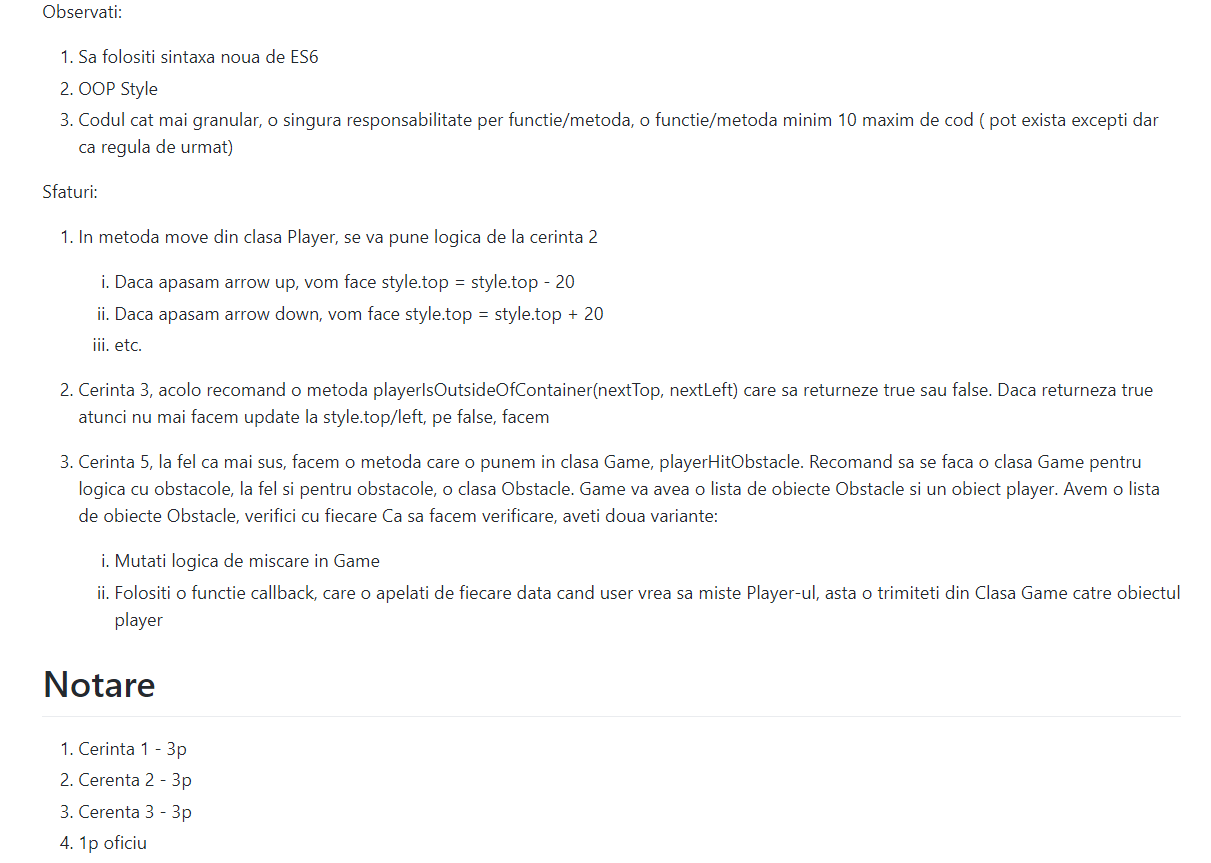 Observati:
1. Sa folositi sintaxa noua de ES6
2. OOP Style
3. Codul cat mai granular, o singura responsabilitate per functie/metoda, o functie/metoda minim 10 maxim de cod ( pot exista excepti dar
ca regula de urmat)
Sfaturi:
1. In metoda move din clasa Player, se va pune logica de la cerinta 2
i. Daca apasam arrow up, vom face style.top = style.top - 20
ii. Daca apasam arrow down, vom face style.top = style.top + 20
iii. etc.
2. Cerinta 3, acolo recomand o metoda playerIsOutsideOfContainer(nextTop, nextLeft) care sa returneze true sau false. Daca returneza true
atunci nu mai facem update la style.top/left, pe false, facem
3. Cerinta 5, la fel ca mai sus, facem o metoda care o punem in clasa Game, playerHitObstacle. Recomand sa se faca o clasa Game pentru
logica cu obstacole, la fel si pentru obstacole, o clasa Obstacle. Game va avea o lista de obiecte Obstacle si un obiect player. Avem o lista
de obiecte Obstacle, verifici cu fiecare Ca sa facem verificare, aveti doua variante:
i. Mutati logica de miscare in Game
ii. Folositi o functie callback, care o apelati de fiecare data cand user vrea sa miste Player-ul, asta o trimiteti din Clasa Game catre obiectul
player
Notare
1. Cerinta 1 - 3p
2. Cerenta 2 - 3p
3. Cerenta 3 - 3p
4. 1p oficiu